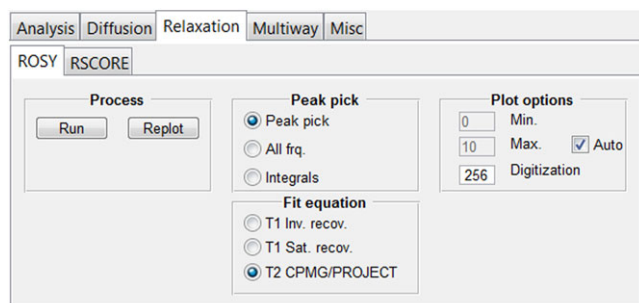 Analysis Diffusion Relaxation Multiway Misc
ROSY RSCORE
Process
Run Replot
Peak pick
Peak pick
All frq.
Integrals
Fit equation
T1 Inv. recov.
T1 Sat. recov.
T2 CPMG/PROJECT
Plot options
0 Min.
10 Max. Auto
256 Digitization